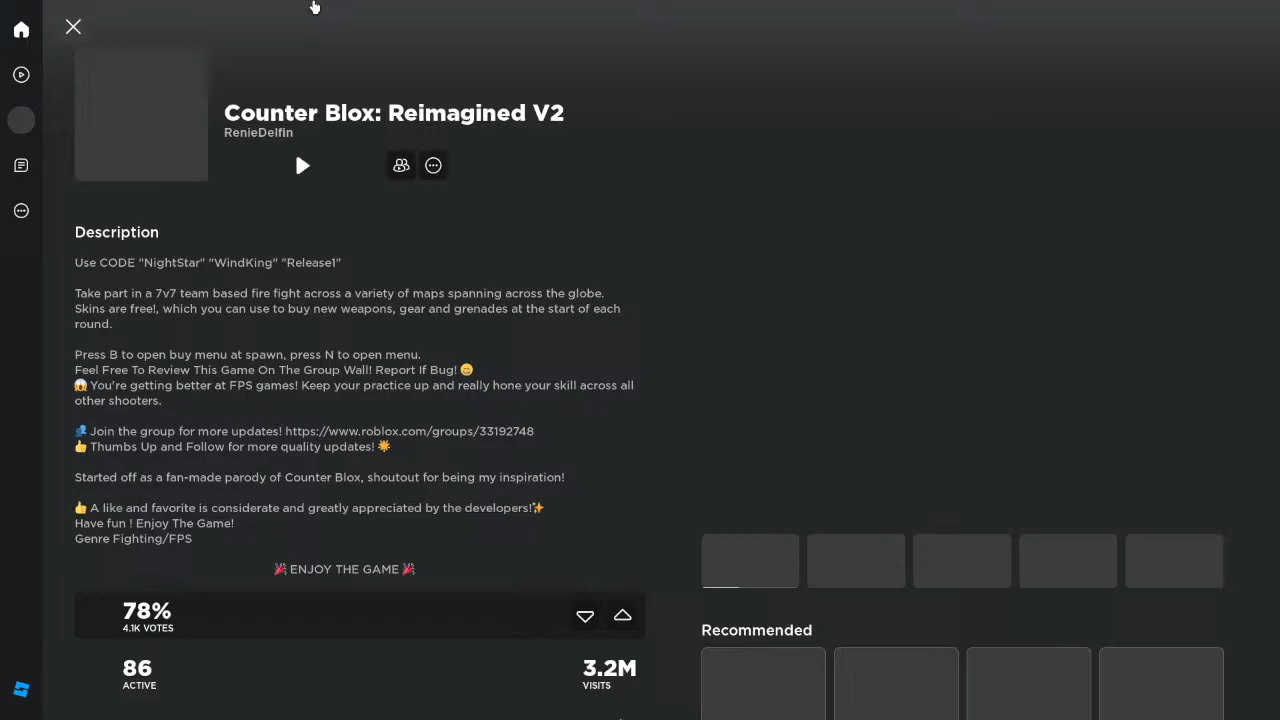 Counter Blox: Reimagined V2
RenieDelfin
Description
Use CODE "NightStar" "WindKing" "Release1"
Take part in a 7v7 team based fire fight across a variety of maps spanning across the globe.
Skins are free!, which you can use to buy new weapons, gear and grenades at the start of each
round.
Press B to open buy menu at spawn, press N to open menu.
Feel Free To Review This Game On The Group Wall! Report If Bug! 😄
😱 You're getting better at FPS games! Keep your practice up and really hone your skill across all
other shooters.
👥 Join the group for more updates! https://www.roblox.com/groups/33192748
👍 Thumbs Up and Follow for more quality updates! ☀️
Started off as a fan-made parody of Counter Blox, shoutout for being my inspiration!
👍 A like and favorite is considerate and greatly appreciated by the developers!✨
Have fun ! Enjoy The Game!
Genre Fighting/FPS
🎉 ENJOY THE GAME 🎉
78%
4.1K VOTES
86
ACTIVE
3.2M
VISITS
Recommended